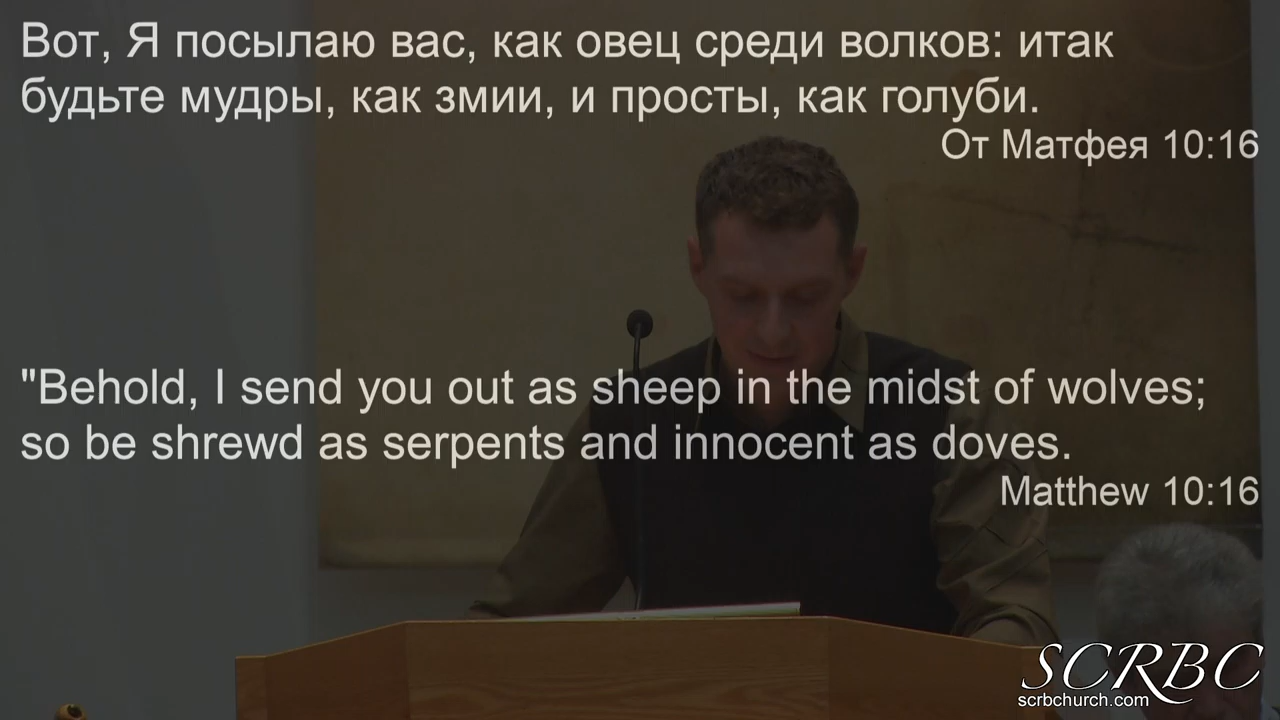 Вот, Я посылаю вас, как овец среди волков: итак
будьте мудры, как змии, и просты, как голуби.
От Матфея 10:16
"Behold, I send you out as sheep in the midst of wolves;
so be shrewd as serpents and innocent as doves.
Matthew 10:16
SCRBC
scrbchurch.com